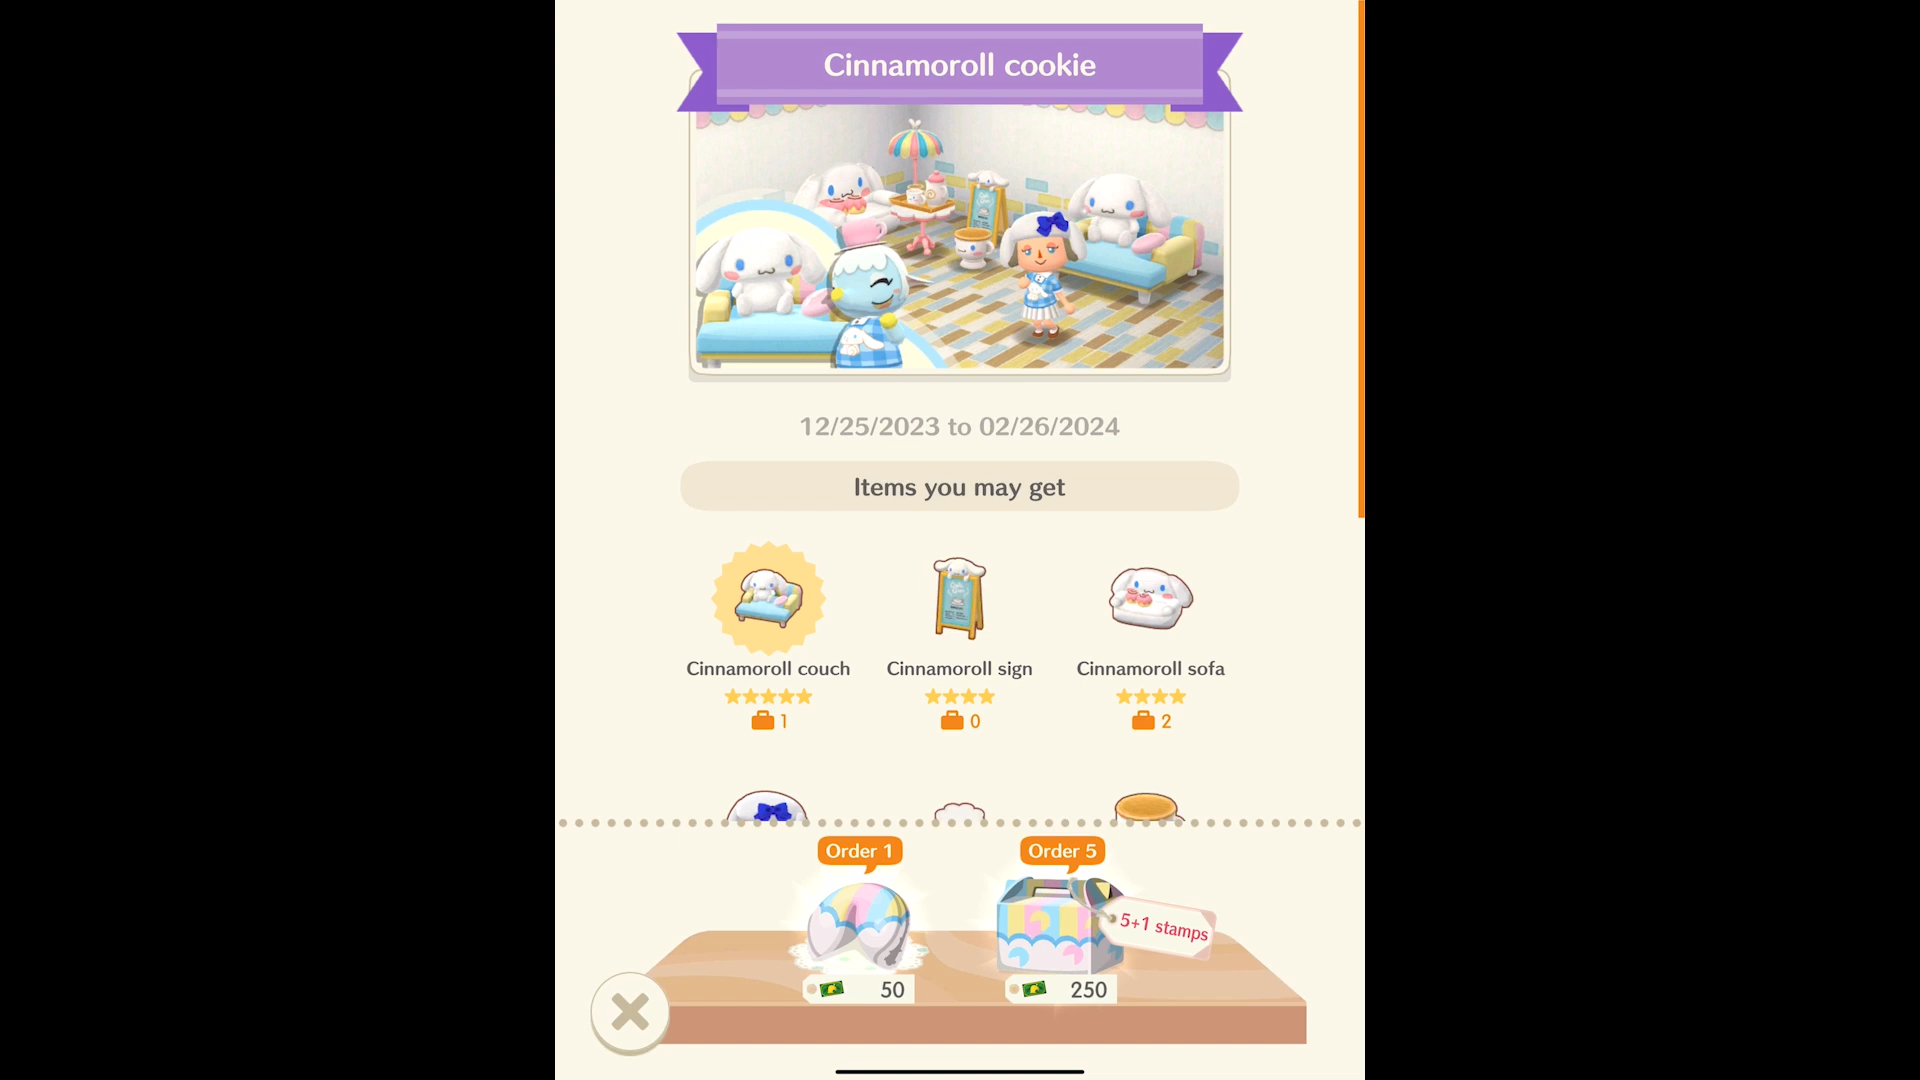 Cinnamoroll cookie
12/25/2023 to 02/26/2024
Items you may get
Cinnamoroll couch
Cinnamoroll sign
Cinnamoroll sofa
1
0
2
Order 1
Order 5
5+1 stamps
50
250